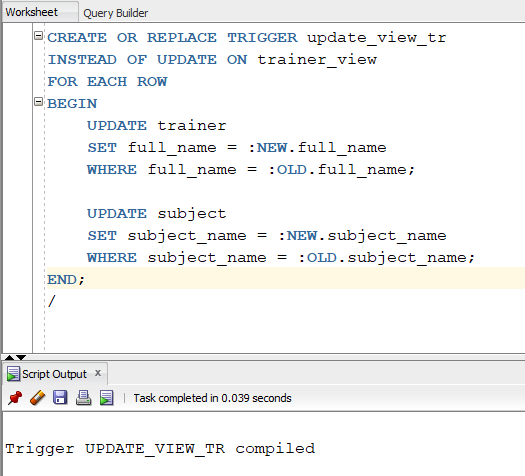 Worksheet Query Builder
CREATE OR REPLACE TRIGGER update_view_tr
INSTEAD OF UPDATE ON trainer_view
FOR EACH ROW
BEGIN
    UPDATE trainer
    SET full_name = :NEW.full_name
    WHERE full_name = :OLD.full_name;

    UPDATE subject
    SET subject_name = :NEW.subject_name
    WHERE subject_name = :OLD.subject_name;
END;
/
Script Output x
Task completed in 0.039 seconds
Trigger UPDATE_VIEW_TR compiled